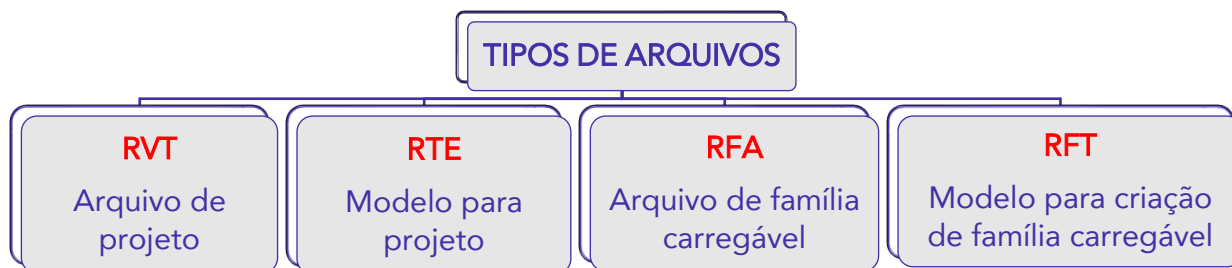 TIPOS DE ARQUIVOS
RVT
Arquivo de
projeto
RTE
Modelo para
projeto
RFA
Arquivo de família
carregável
RFT
Modelo para criação
de família carregável